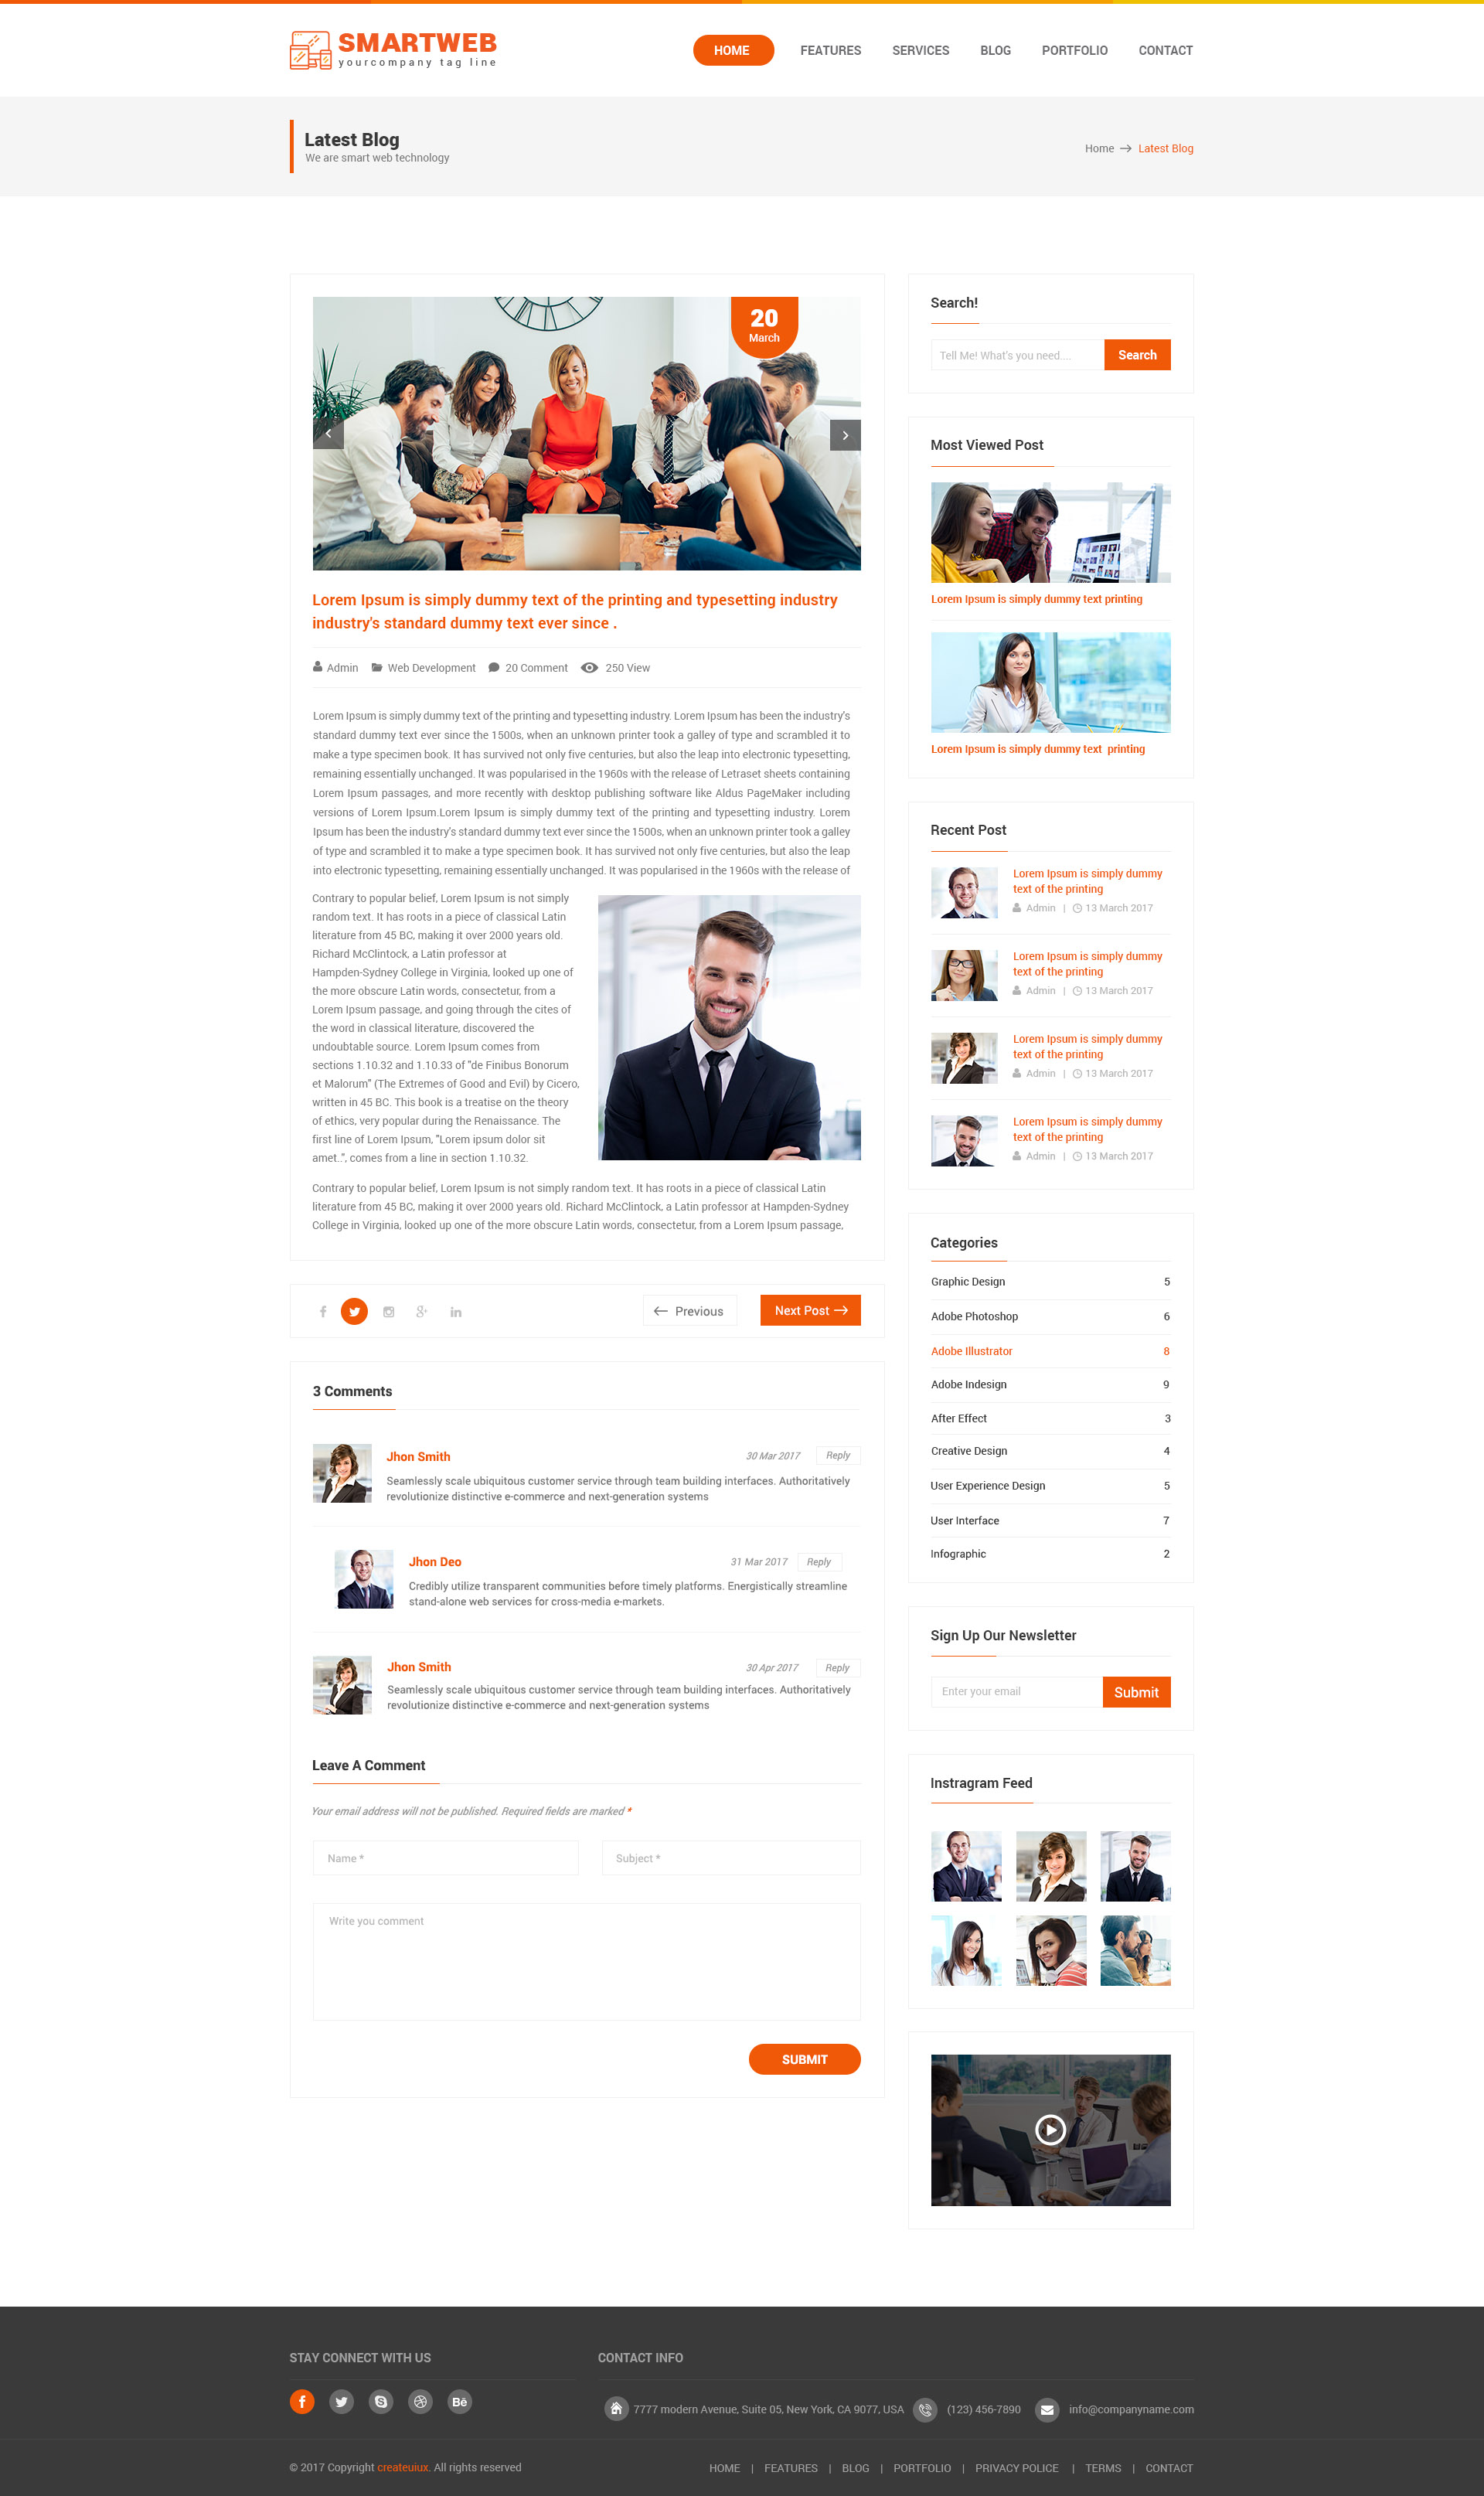 SMARTWEB
yourcompany tag line
HOME
FEATURES
SERVICES
BLOG
PORTFOLIO
CONTACT
Latest Blog
We are smart web technology
Home
Latest Blog
20
March
Lorem Ipsum is simply dummy text of the printing and typesetting industry
industry's standard dummy text ever since .
Admin
Web Development
20 Comment
250 View
Lorem Ipsum is simply dummy text of the printing and typesetting industry. Lorem Ipsum has been the industry's
standard dummy text ever since the 1500s, when an unknown printer took a galley of type and scrambled it to
make a type specimen book. It has survived not only five centuries, but also the leap into electronic typesetting,
remaining essentially unchanged. It was popularised in the 1960s with the release of Letraset sheets containing
Lorem Ipsum passages, and more recently with desktop publishing software like Aldus PageMaker including
versions of Lorem Ipsum.Lorem Ipsum is simply dummy text of the printing and typesetting industry. Lorem
Ipsum has been the industry's standard dummy text ever since the 1500s, when an unknown printer took a galley
of type and scrambled it to make a type specimen book. It has survived not only five centuries, but also the leap
into electronic typesetting, remaining essentially unchanged. It was popularised in the 1960s with the release of
Contrary to popular belief, Lorem Ipsum is not simply
random text. It has roots in a piece of classical Latin
literature from 45 BC, making it over 2000 years old.
Richard McClintock, a Latin professor at
Hampden-Sydney College in Virginia, looked up one of
the more obscure Latin words, consectetur, from a
Lorem Ipsum passage, and going through the cites of
the word in classical literature, discovered the
undoubtable source. Lorem Ipsum comes from
sections 1.10.32 and 1.10.33 of "de Finibus Bonorum
et Malorum" (The Extremes of Good and Evil) by Cicero,
written in 45 BC. This book is a treatise on the theory
of ethics, very popular during the Renaissance. The
first line of Lorem Ipsum, "Lorem ipsum dolor sit
amet..", comes from a line in section 1.10.32.
Contrary to popular belief, Lorem Ipsum is not simply random text. It has roots in a piece of classical Latin
literature from 45 BC, making it over 2000 years old. Richard McClintock, a Latin professor at Hampden-Sydney
College in Virginia, looked up one of the more obscure Latin words, consectetur, from a Lorem Ipsum passage,
Previous
Next Post
3 Comments
Jhon Smith
30 Mar 2017
Reply
Seamlessly scale ubiquitous customer service through team building interfaces. Authoritatively
revolutionize distinctive e-commerce and next-generation systems
Jhon Deo
31 Mar 2017
Reply
Credibly utilize transparent communities before timely platforms. Energistically streamline
stand-alone web services for cross-media e-markets.
Jhon Smith
30 Apr 2017
Reply
Seamlessly scale ubiquitous customer service through team building interfaces. Authoritatively
revolutionize distinctive e-commerce and next-generation systems
Leave A Comment
Your email address will not be published. Required fields are marked *
Name *
Subject *
Write you comment
SUBMIT
Search!
Tell Me! What's you need....
Search
Most Viewed Post
Lorem Ipsum is simply dummy text printing
Lorem Ipsum is simply dummy text printing
Recent Post
Lorem Ipsum is simply dummy
text of the printing
Admin | 13 March 2017
Lorem Ipsum is simply dummy
text of the printing
Admin | 13 March 2017
Lorem Ipsum is simply dummy
text of the printing
Admin | 13 March 2017
Lorem Ipsum is simply dummy
text of the printing
Admin | 13 March 2017
Categories
Graphic Design 5
Adobe Photoshop 6
Adobe Illustrator 8
Adobe Indesign 9
After Effect 3
Creative Design 4
User Experience Design 5
User Interface 7
Infographic 2
Sign Up Our Newsletter
Enter your email
Submit
Instragram Feed
STAY CONNECT WITH US
CONTACT INFO
7777 modern Avenue, Suite 05, New York, CA 9077, USA
(123) 456-7890
info@companyname.com
© 2017 Copyright createuiux. All rights reserved
HOME | FEATURES | BLOG | PORTFOLIO | PRIVACY POLICE | TERMS | CONTACT